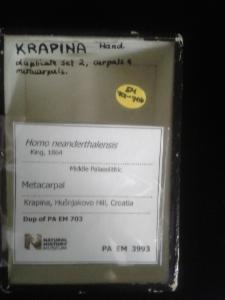 KRAPINA Hand
duplicate set 2, carpals &
metacarpals.
EM
Homo neanderthalensis
King, 1864
Middle Palaeolithic
Metacarpal
Krapina, Hušnjakovo Hill, Croatia
Dup of PA EM 703
NATURAL
HISTORY
MUSEUM
PA EM 3993